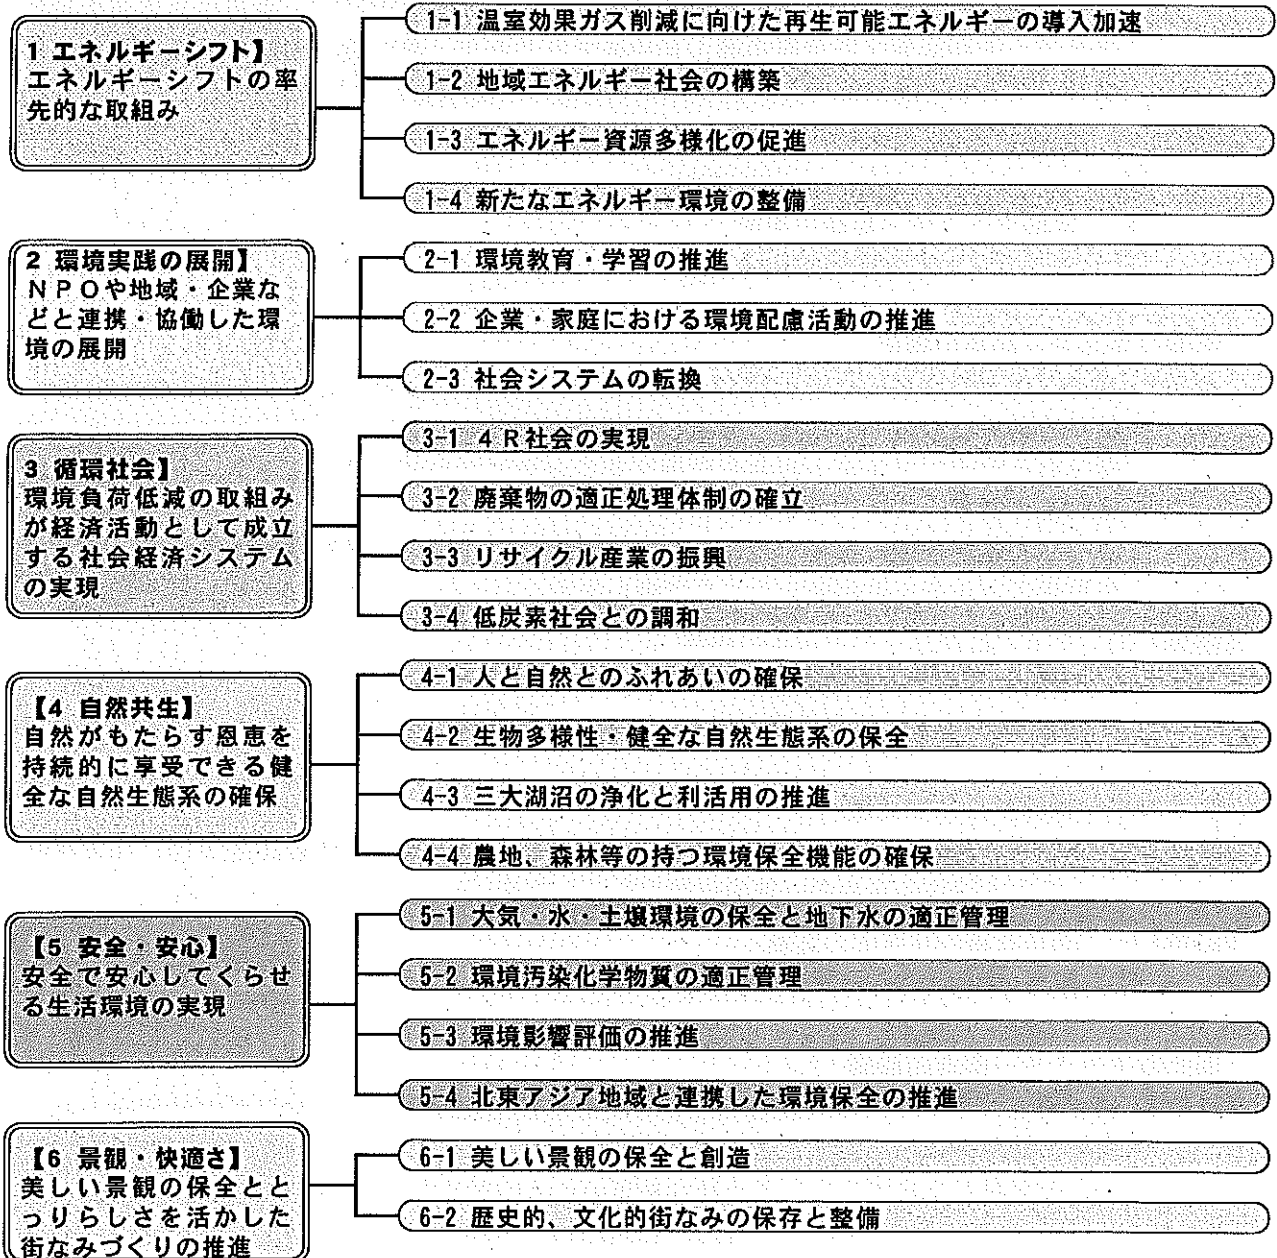 1 エネルギーシフト】
エネルギーシフトの率
先的な取組み
1-1 温室効果ガス削減に向けた再生可能エネルギーの導入加速
1-2 地域エネルギー社会の構築
1-3 エネルギー資源多様化の促進
1-4 新たなエネルギー環境の整備
2 環境実践の展開】
NPOや地域・企業な
どと連携・協働した環
境の展開
2-1 環境教育・学習の推進
2-2 企業・家庭における環境配慮活動の推進
2-3 社会システムの転換
3 循環社会】
環境負荷低減の取組み
が経済活動として成立
する社会経済システム
の実現
3-1 4R社会の実現
3-2 廃棄物の適正処理体制の確立
3-3 リサイクル産業の振興
3-4 低炭素社会との調和
【4 自然共生】
自然がもたらす恩恵を
持続的に享受できる健
全な自然生態系の確保
4-1 人と自然とのふれあいの確保
4-2 生物多様性・健全な自然生態系の保全
4-3 三大湖沼の浄化と利活用の推進
4-4 農地、森林等の持つ環境保全機能の確保
【5 安全・安心】
安全で安心してくらせ
る生活環境の実現
5-1 大気・水・土壌環境の保全と地下水の適正管理
5-2 環境汚染化学物質の適正管理
5-3 環境影響評価の推進
5-4 北東アジア地域と連携した環境保全の推進
【6 景観・快適さ】
美しい景観の保全とと
っりらしさを活かした
街なみづくりの推進
6-1 美しい景観の保全と創造
6-2 歴史的、文化的街なみの保存と整備